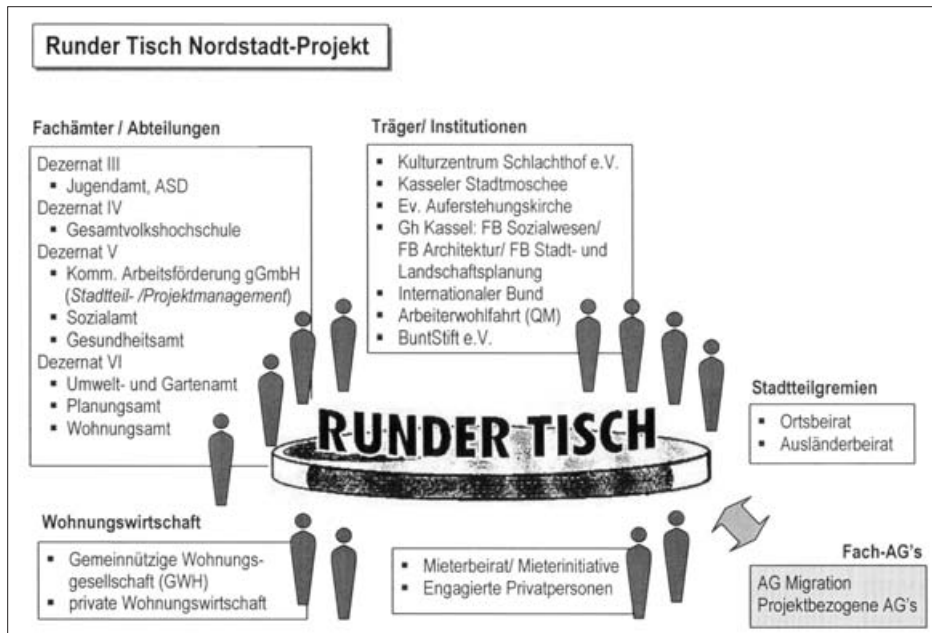 Runder Tisch Nordstadt-Projekt
Fachämter / Abteilungen
Dezernat III
▪ Jugendamt, ASD
Dezernat IV
▪ Gesamtvolkshochschule
Dezernat V
▪ Komm. Arbeitsförderung gGmbH
(Stadtteil- /Projektmanagement)
▪ Sozialamt
▪ Gesundheitsamt
Dezernat VI
▪ Umwelt- und Gartenamt
▪ Planungsamt
▪ Wohnungsamt
Träger/ Institutionen
▪ Kulturzentrum Schlachthof e.V.
▪ Kasseler Stadtmoschee
▪ Ev. Auferstehungskirche
▪ Gh Kassel: FB Sozialwesen/
FB Architektur/ FB Stadt- und
Landschaftsplanung
▪ Internationaler Bund
▪ Arbeiterwohlfahrt (QM)
▪ BuntStift e.V.
RUNDER TISCH
Stadtteilgremien
▪ Ortsbeirat
▪ Ausländerbeirat
Wohnungswirtschaft
▪ Gemeinnützige Wohnungs-
gesellschaft (GWH)
▪ private Wohnungswirtschaft
▪ Mieterbeirat/ Mieterinitiative
▪ Engagierte Privatpersonen
Fach-AG's
AG Migration
Projektbezogene AG's